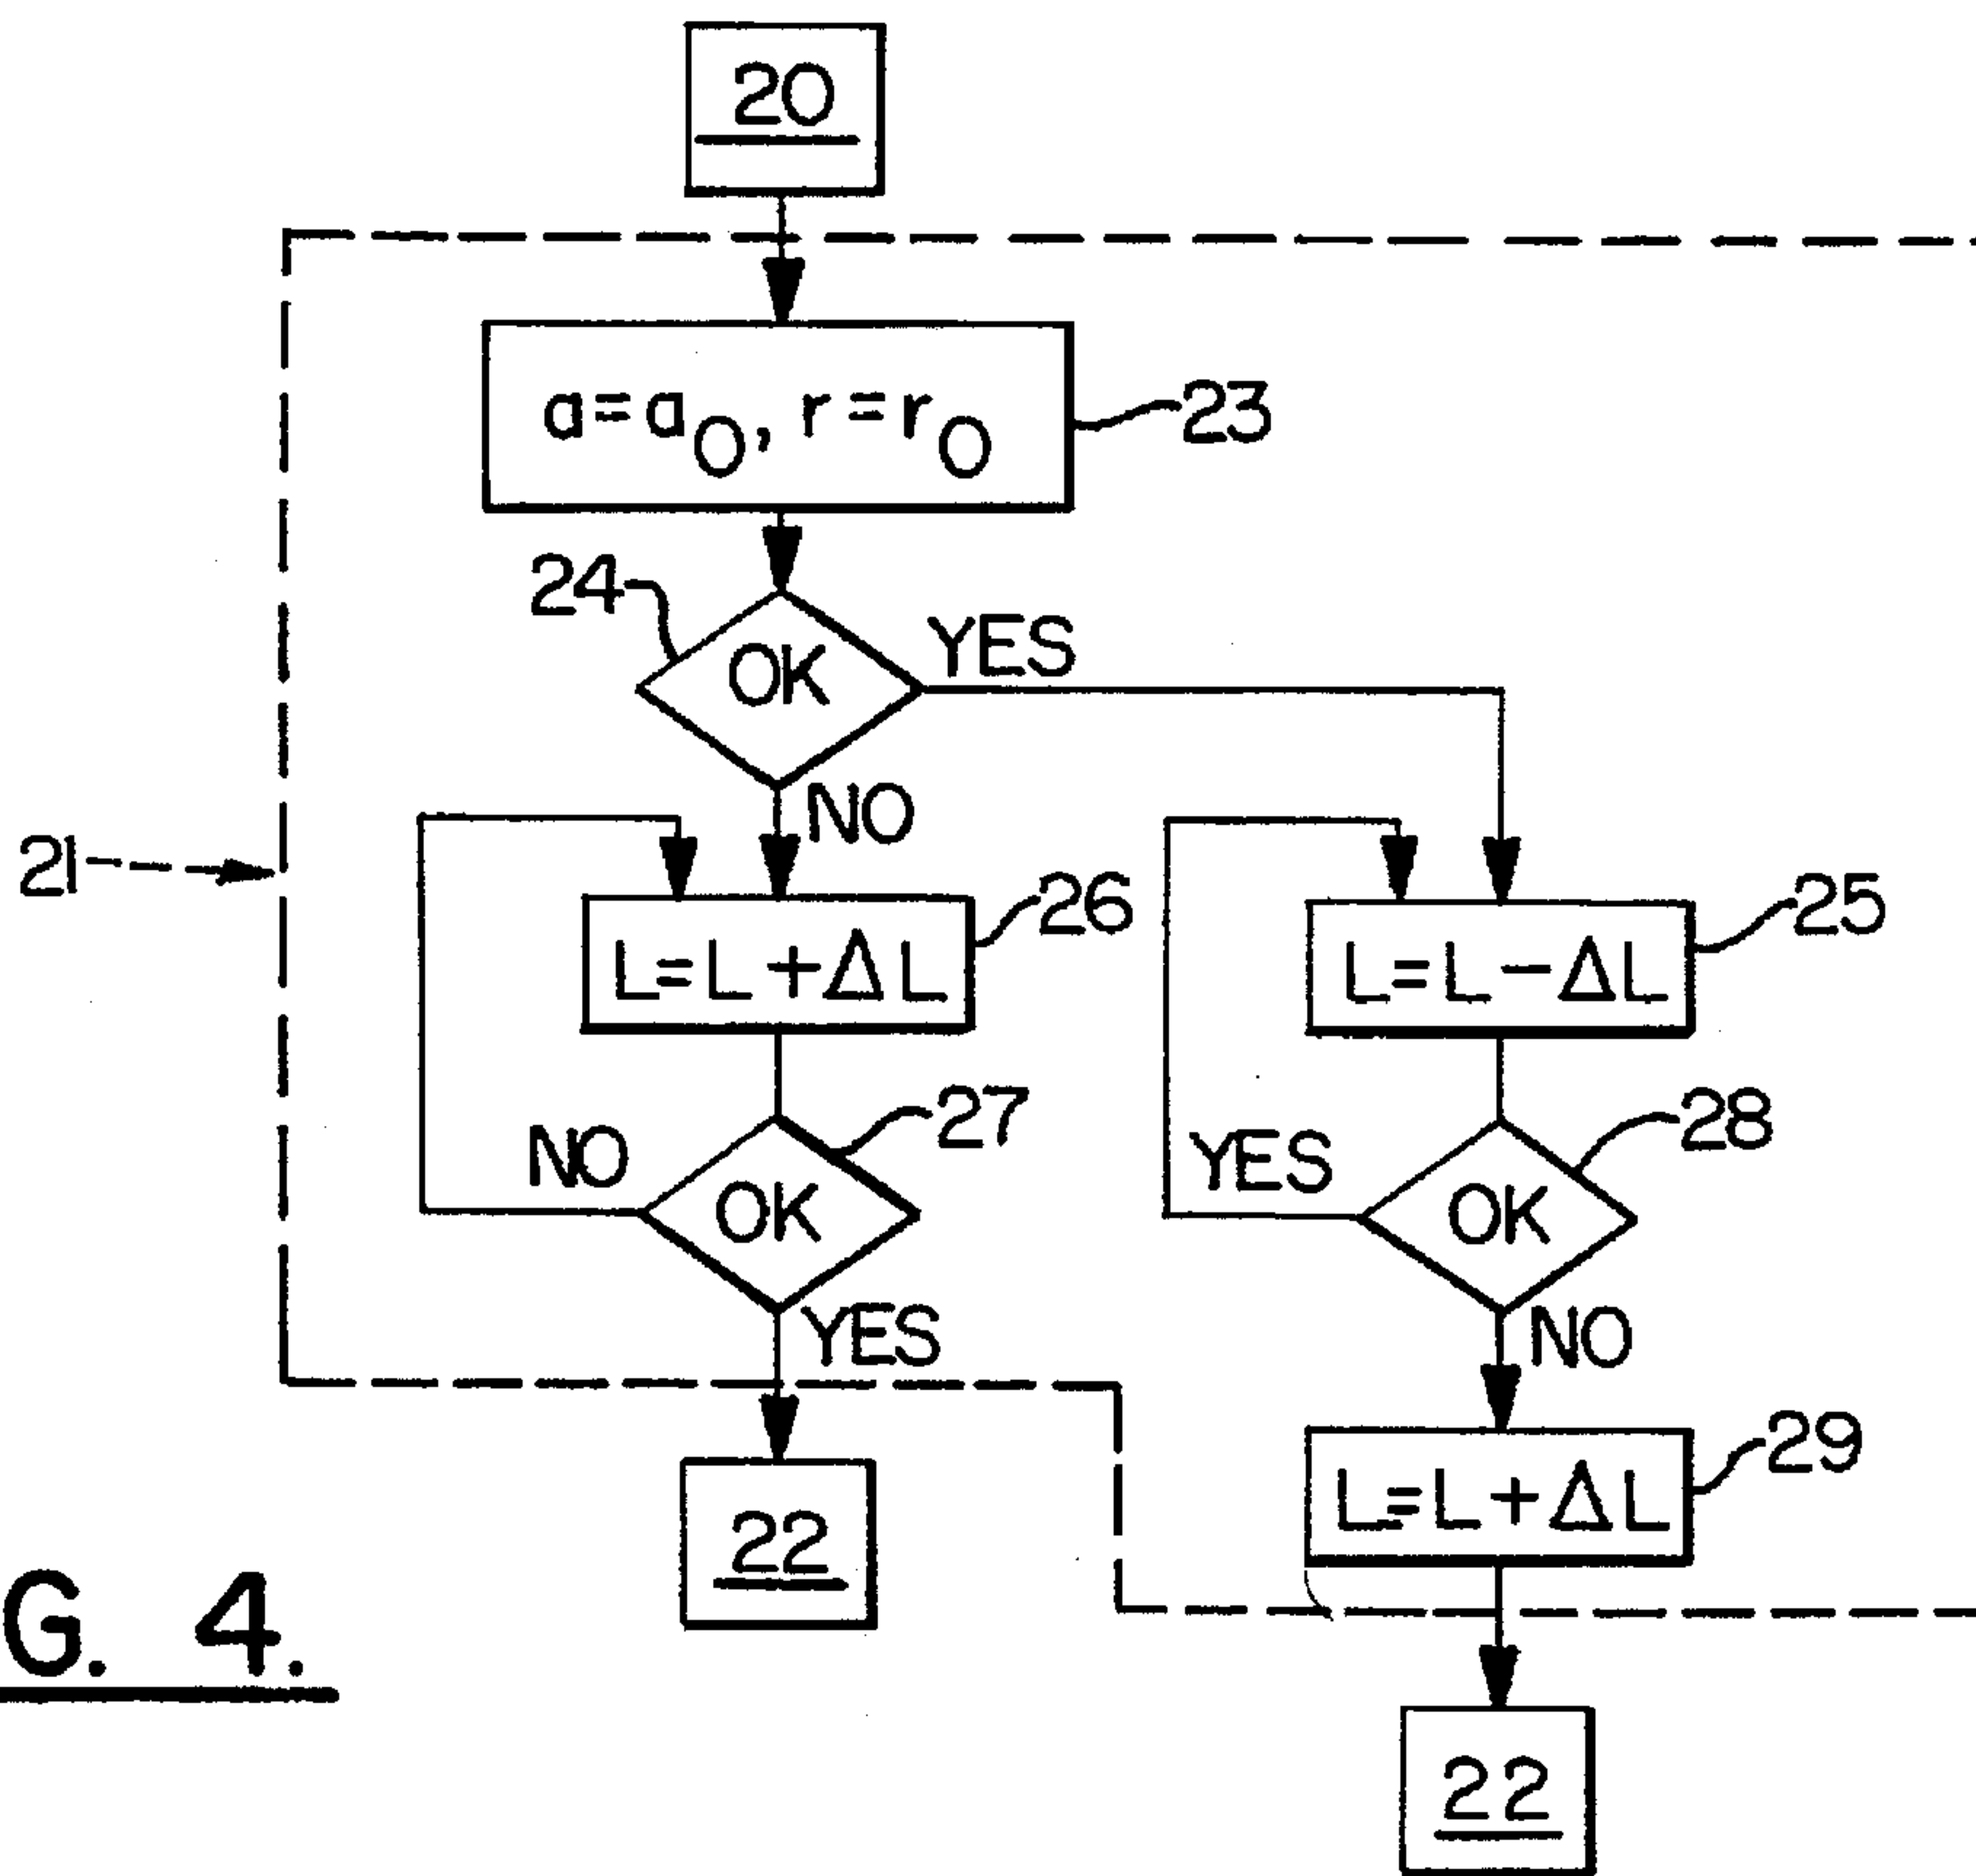 20
a=a₀, r=r₀
23
24
OK
YES
NO
21
26
25
L=L+ΔL
L=L−ΔL
27
28
NO
YES
OK
OK
YES
NO
29
L=L+ΔL
22
G. 4.
22